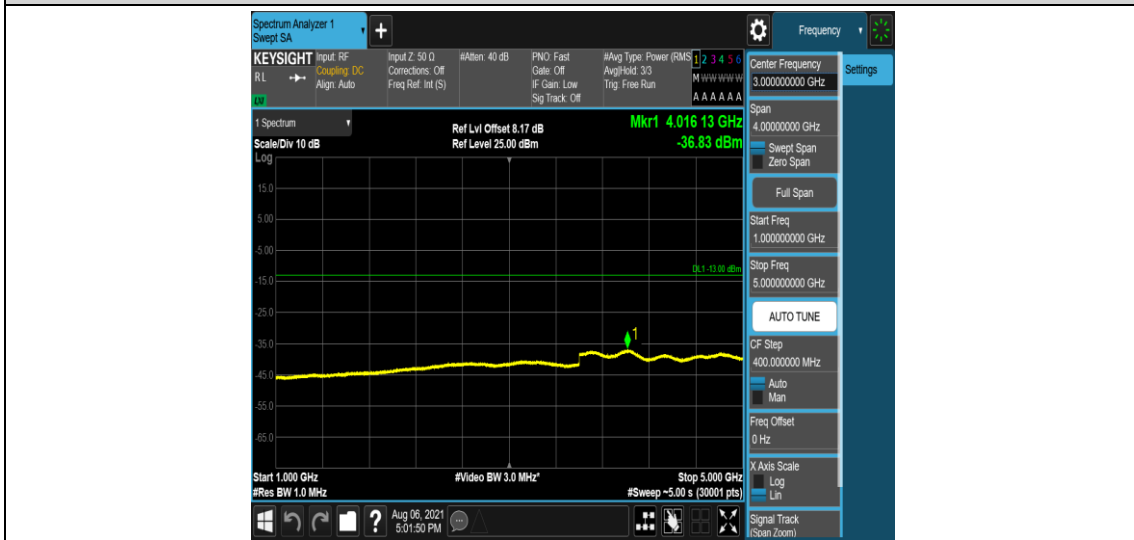 Spectrum Analyzer 1
Swept SA
+
Frequency
KEYSIGHT
RL
Input: RF
Coupling: DC
Align: Auto
Input Z: 50 Ω
Corrections: Off
Freq Ref: Int (S)
#Atten: 40 dB
PNO: Fast
Gate: Off
IF Gain: Low
Sig Track: Off
#Avg Type: Power (RMS
Avg|Hold: 3/3
Trig: Free Run
1 2 3 4 5 6
M W W W W W
A A A A A A
1 Spectrum
Scale/Div 10 dB
Log
Ref Lvl Offset 8.17 dB
Ref Level 25.00 dBm
Mkr1 4.016 13 GHz
-36.83 dBm
15.0
5.00
-5.00
-15.0
-25.0
-35.0
-45.0
-55.0
-65.0
DL1 -13.00 dBm
1
Start 1.000 GHz
#Res BW 1.0 MHz
#Video BW 3.0 MHz*
Stop 5.000 GHz
#Sweep ~5.00 s (30001 pts)
Center Frequency
3.000000000 GHz
Settings
Span
4.00000000 GHz
Swept Span
Zero Span
Full Span
Start Freq
1.000000000 GHz
Stop Freq
5.000000000 GHz
AUTO TUNE
CF Step
400.000000 MHz
Auto
Man
Freq Offset
0 Hz
X Axis Scale
Log
Lin
Signal Track
(Span Zoom)
?
Aug 06, 2021
5:01:50 PM